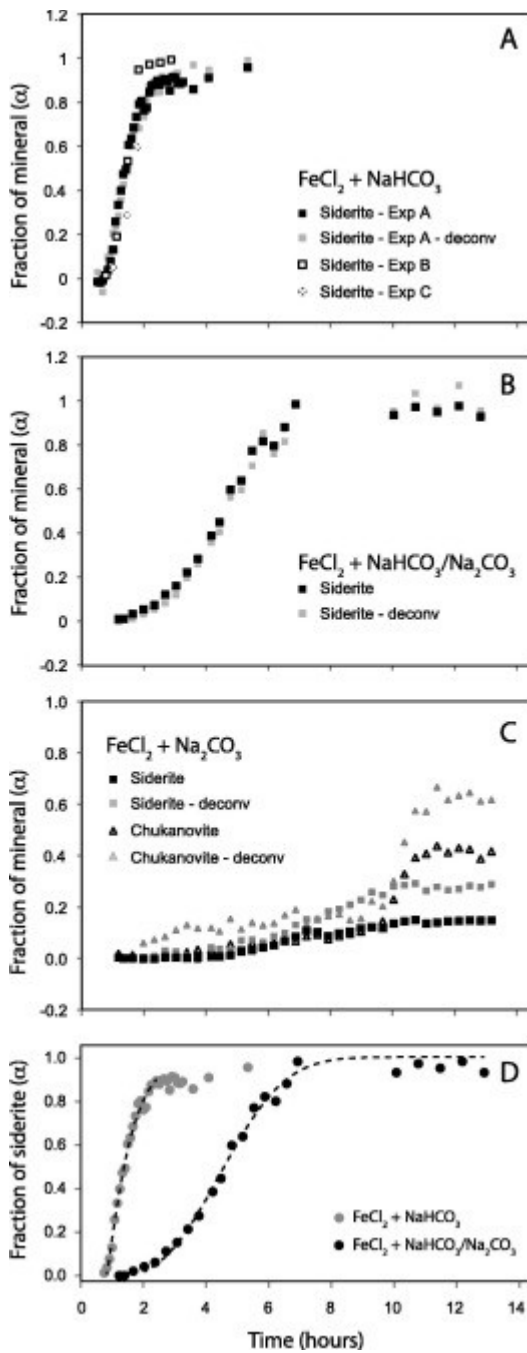 A
1.2
1
0.8
0.6
0.4
0.2
0
-0.2
Fraction of mineral (α)
FeCl₂ + NaHCO₃
Siderite - Exp A
Siderite - Exp A - deconv
Siderite - Exp B
Siderite - Exp C
B
1.2
1
0.8
0.6
0.4
0.2
0
-0.2
Fraction of mineral (α)
FeCl₂ + NaHCO₃/Na₂CO₃
Siderite
Siderite - deconv
C
1.0
0.8
0.6
0.4
0.2
0.0
-0.2
Fraction of mineral (α)
FeCl₂ + Na₂CO₃
Siderite
Siderite - deconv
Chukanovite
Chukanovite - deconv
D
1.0
0.8
0.6
0.4
0.2
0.0
Fraction of siderite (α)
FeCl₂ + NaHCO₃
FeCl₂ + NaHCO₃/Na₂CO₃
0 2 4 6 8 10 12 14
Time (hours)